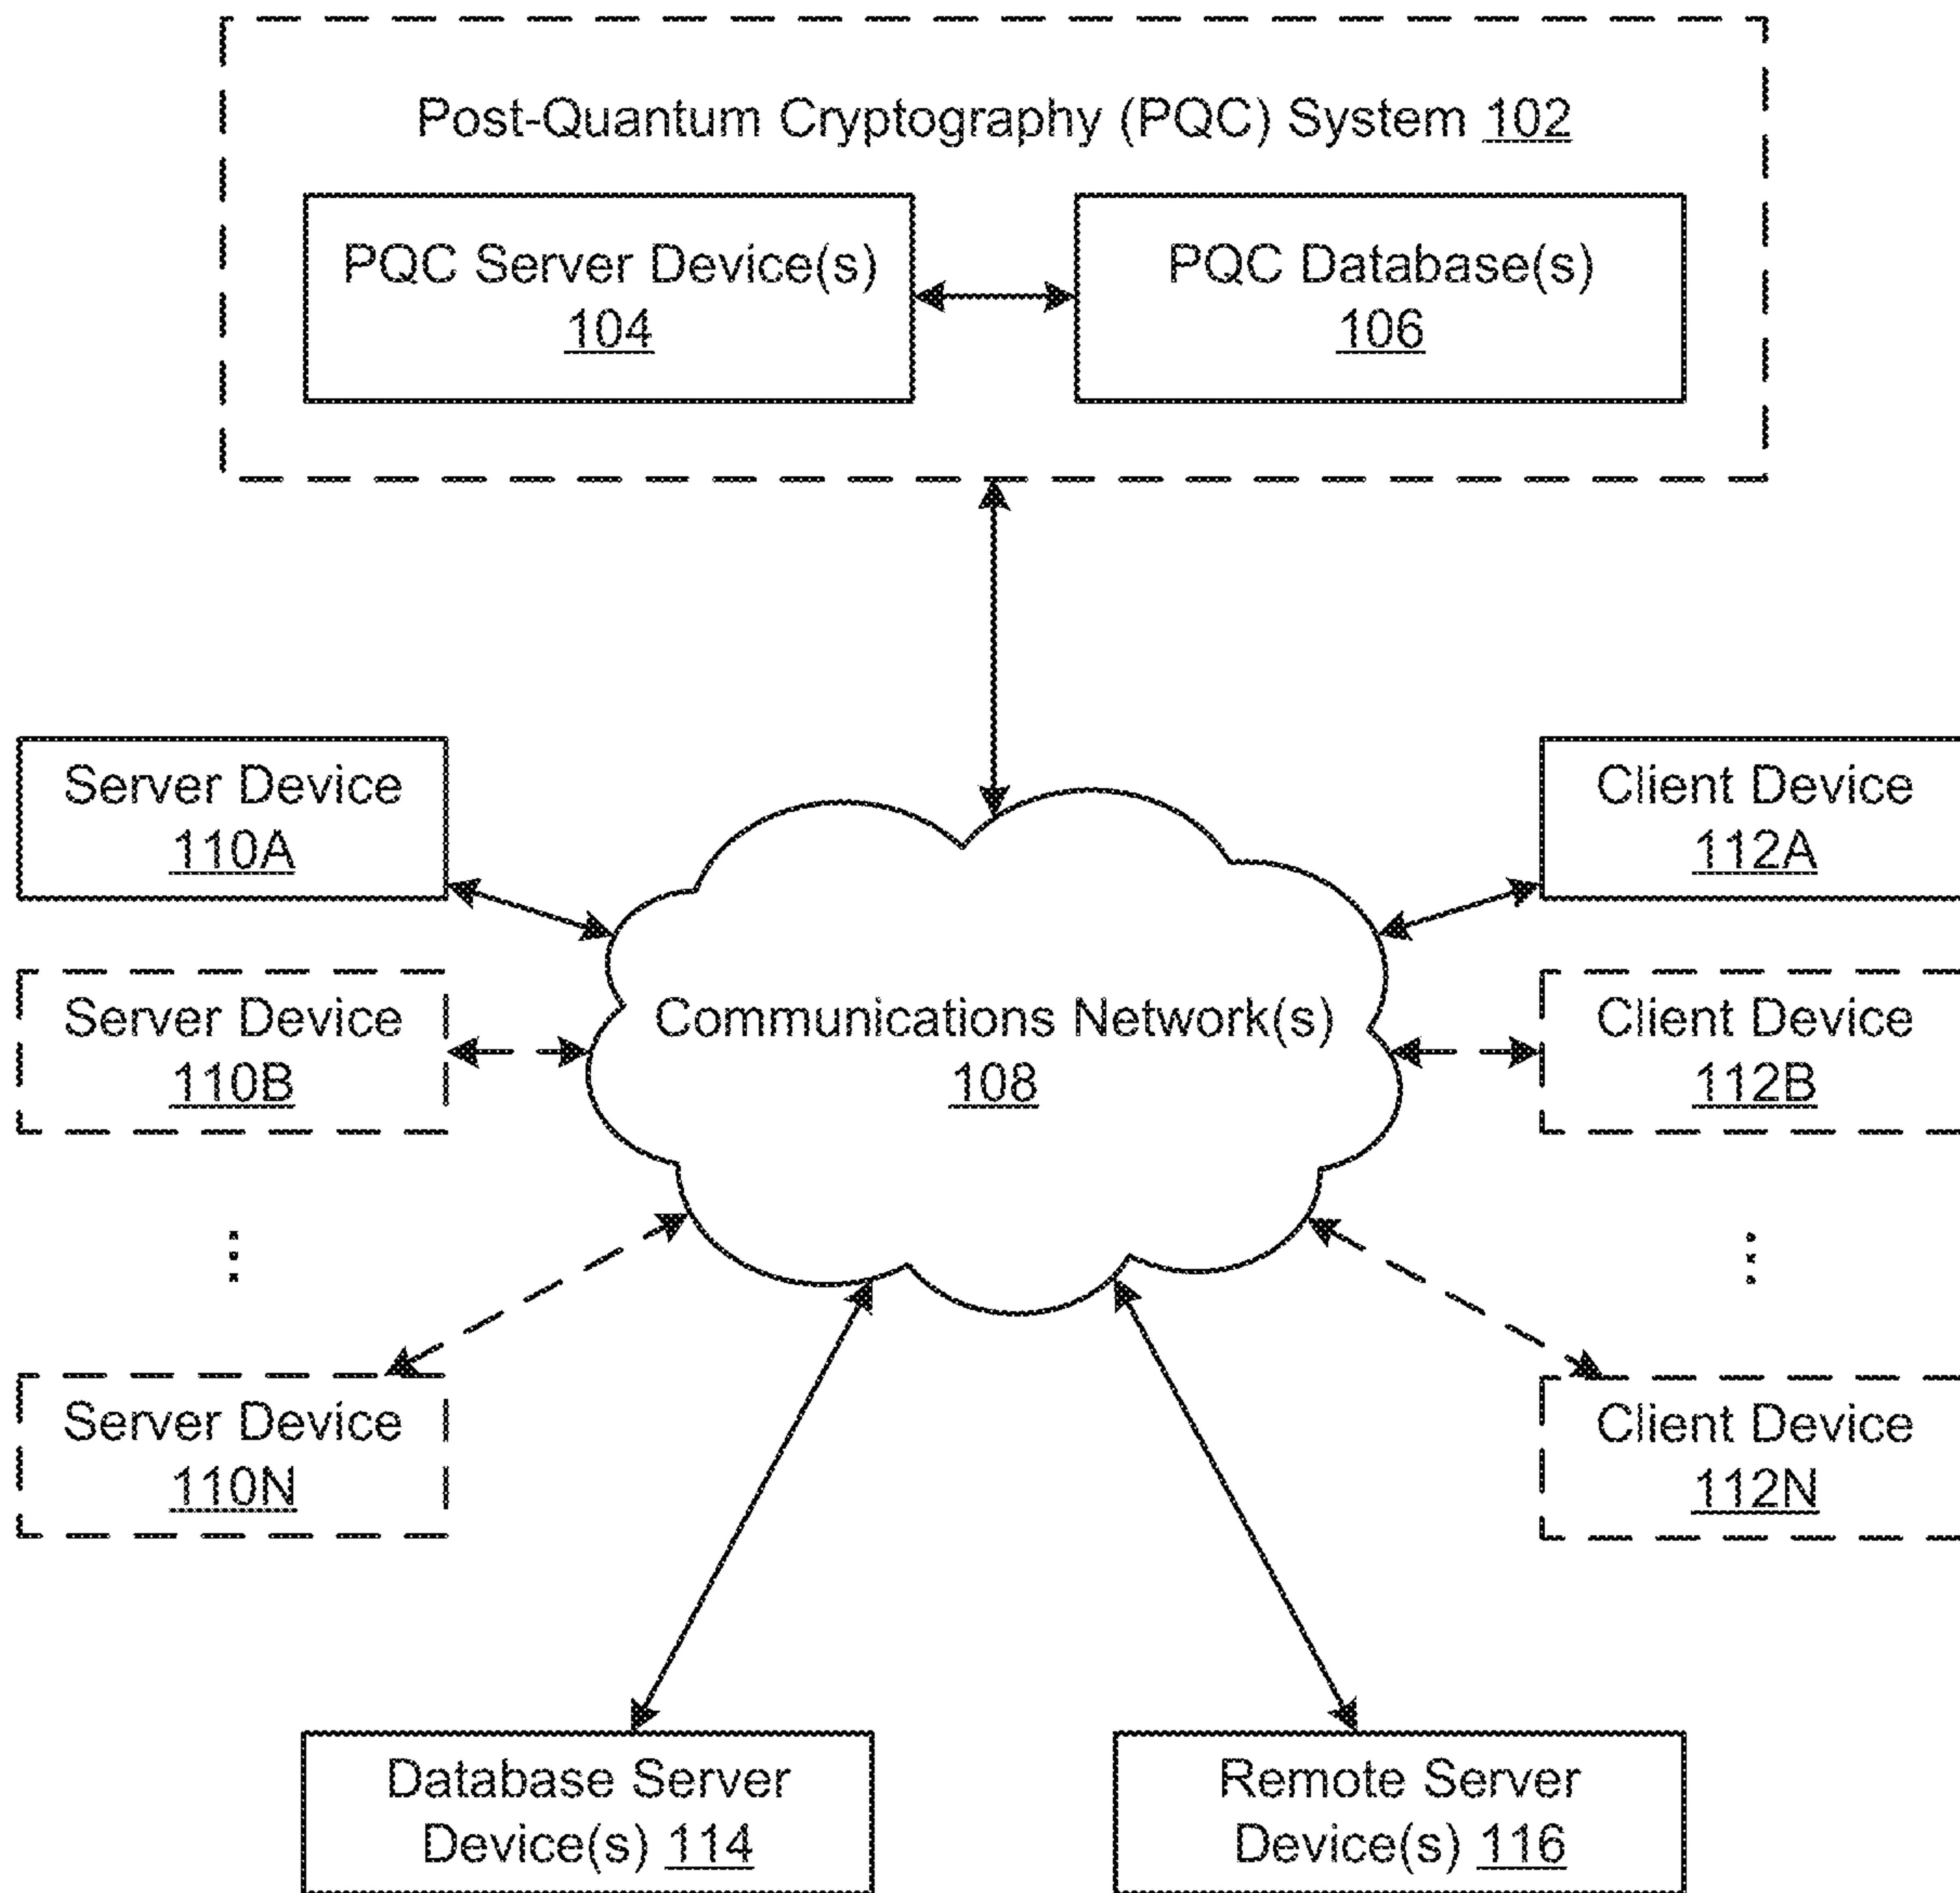 Post-Quantum Cryptography (PQC) System 102
PQC Server Device(s)
104
PQC Database(s)
106
Server Device
110A
Client Device
112A
Server Device
110B
Communications Network(s)
108
Client Device
112B
Server Device
110N
Client Device
112N
Database Server
Device(s) 114
Remote Server
Device(s) 116